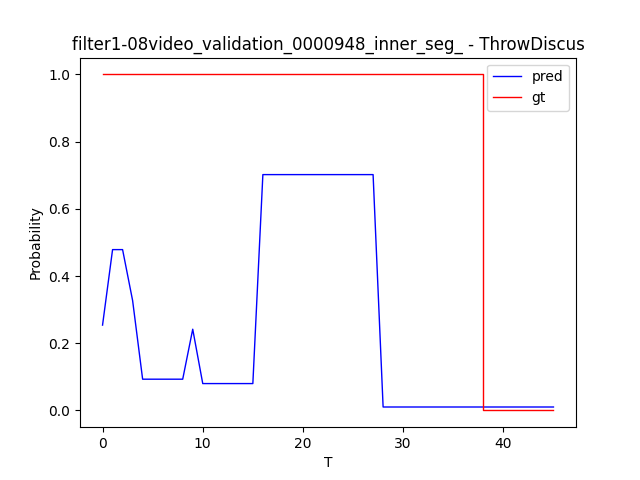 filter1-08video_validation_0000948_inner_seg_ - ThrowDiscus
pred
gt
1.0
0.8
0.6
0.4
0.2
0.0
Probability
0
10
20
30
40
T